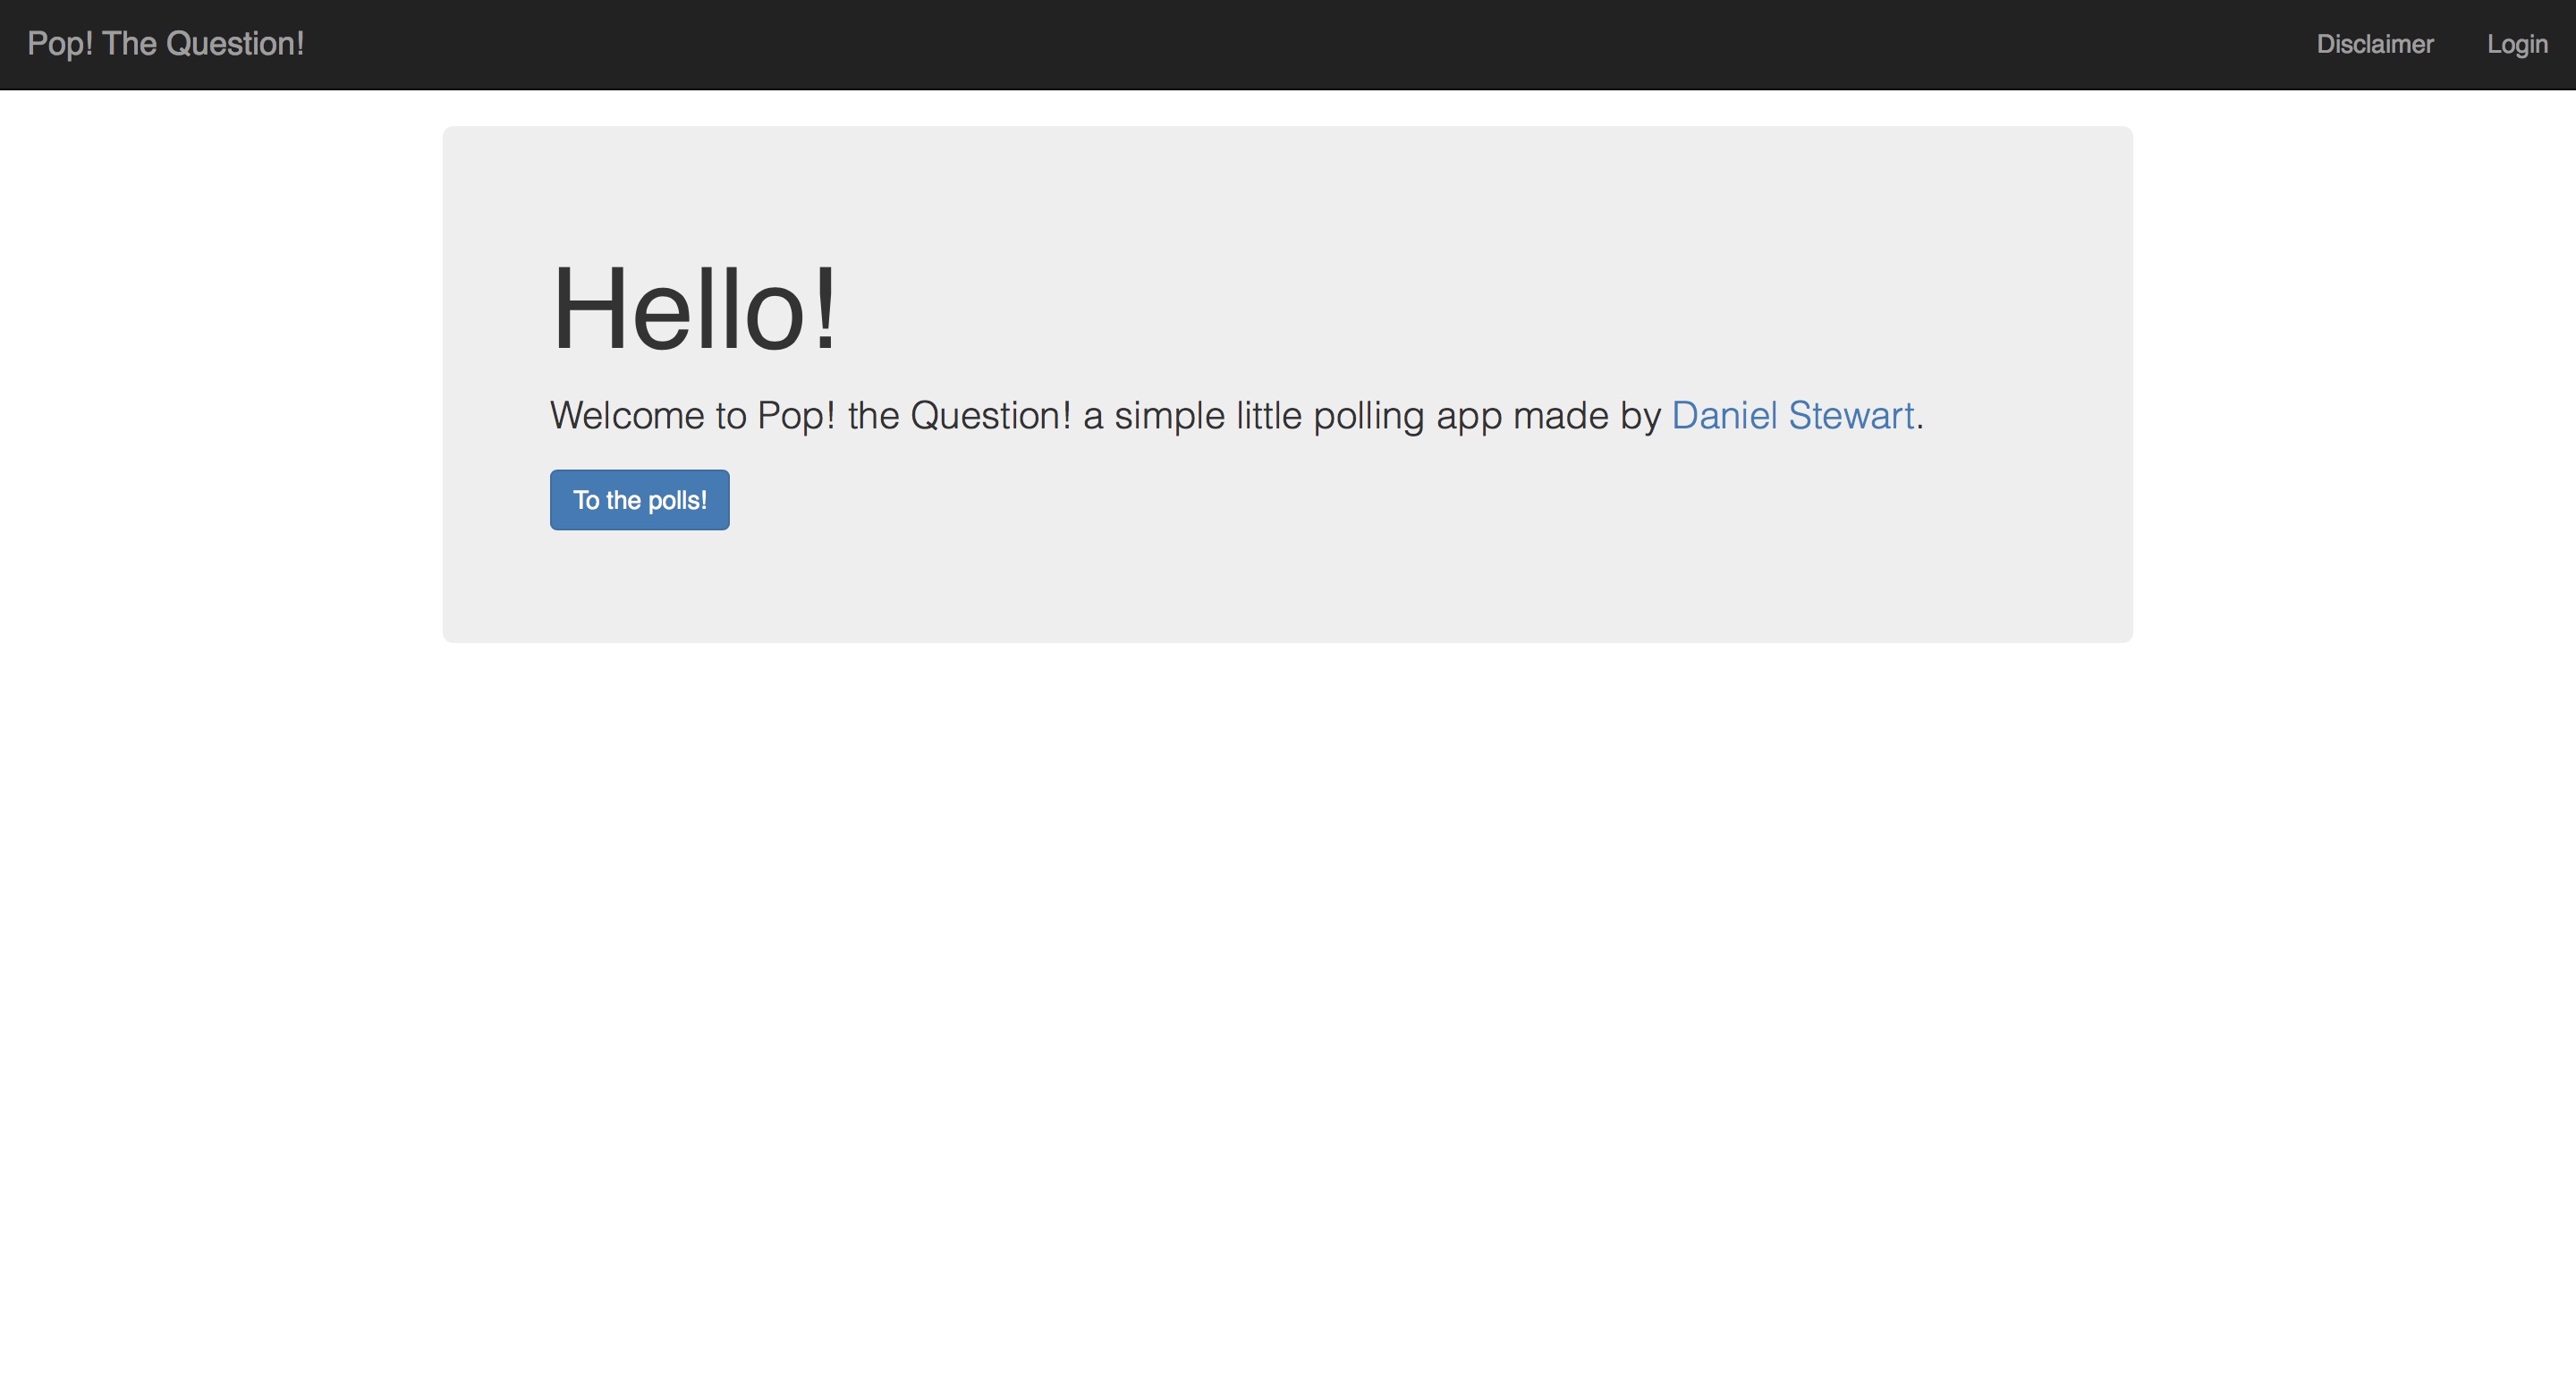 Pop! The Question!
Disclaimer
Login
Hello!
Welcome to Pop! the Question! a simple little polling app made by Daniel Stewart.
To the polls!